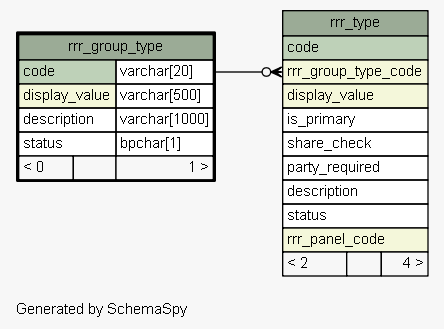 rrr_group_type
code varchar[20]
display_value varchar[500]
description varchar[1000]
status bpchar[1]
< 0 1 >
rrr_type
code
rrr_group_type_code
display_value
is_primary
share_check
party_required
description
status
rrr_panel_code
< 2 4 >
Generated by SchemaSpy